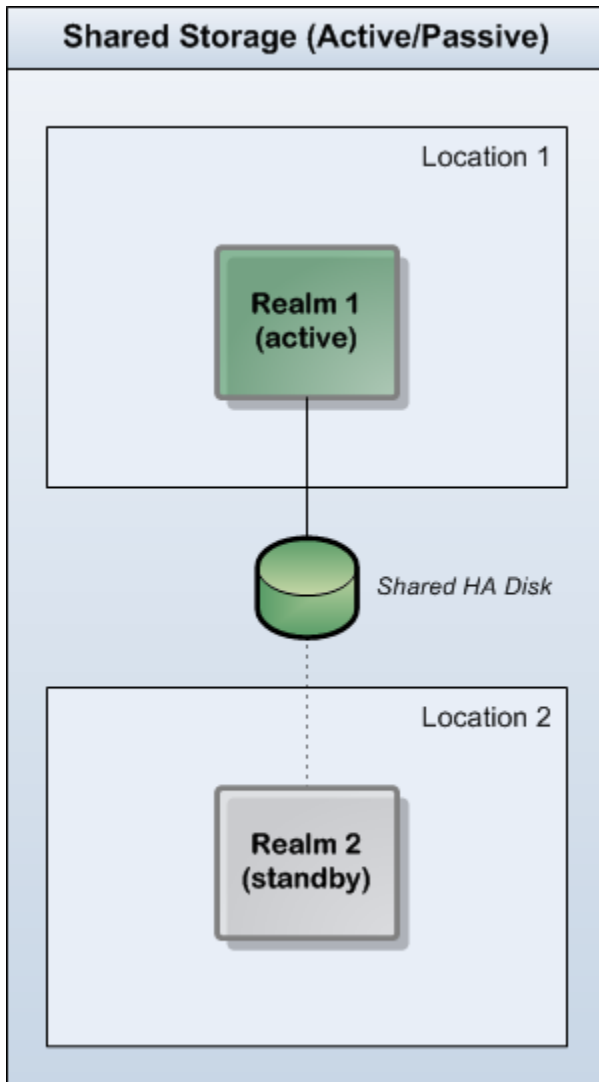 Shared Storage (Active/Passive)
Location 1
Realm 1
(active)
Shared HA Disk
Location 2
Realm 2
(standby)